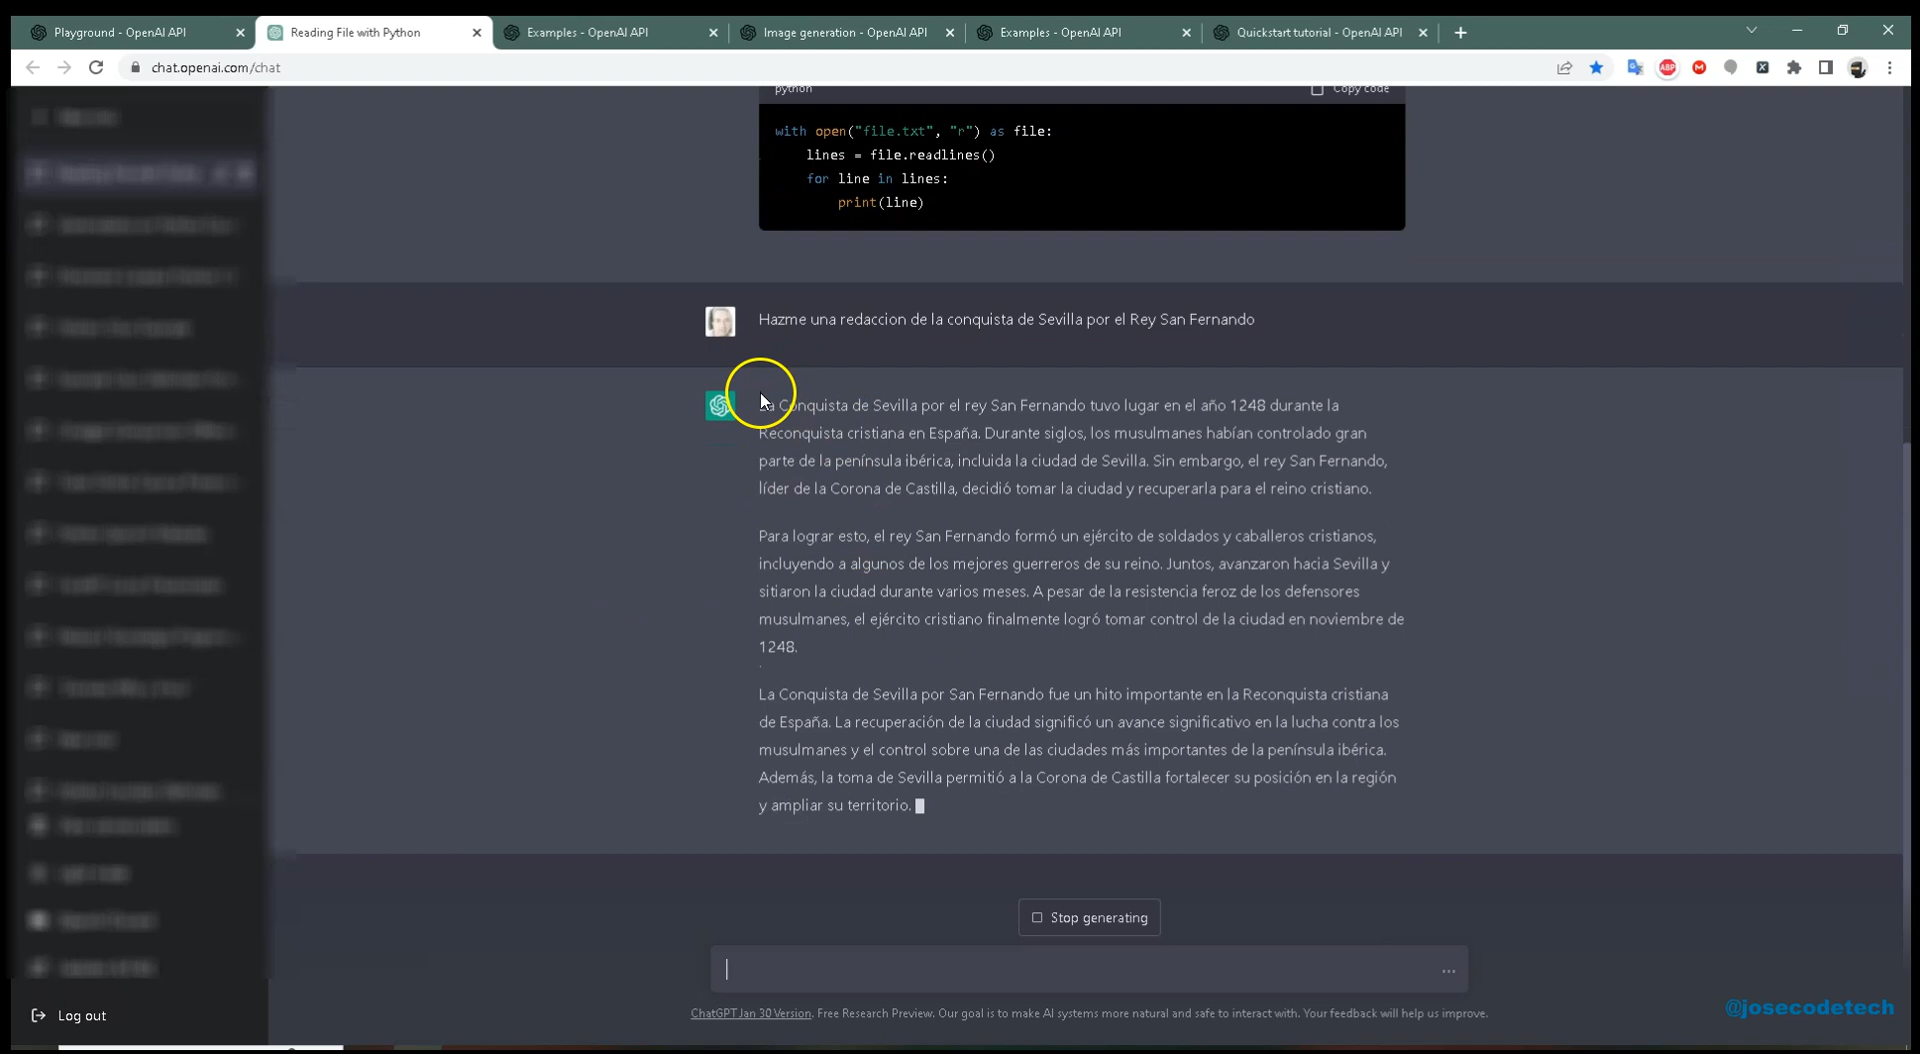 Playground - OpenAI API
Reading File with Python
Examples - OpenAI API
Image generation - OpenAI API
Examples - OpenAI API
Quickstart tutorial - OpenAI API
chat.openai.com/chat
ABP
python
Copy code
with open("file.txt", "r") as file:
lines = file.readlines()
for line in lines:
print(line)
Hazme una redaccion de la conquista de Sevilla por el Rey San Fernando
La Conquista de Sevilla por el rey San Fernando tuvo lugar en el año 1248 durante la
Reconquista cristiana en España. Durante siglos, los musulmanes habían controlado gran
parte de la península ibérica, incluida la ciudad de Sevilla. Sin embargo, el rey San Fernando,
líder de la Corona de Castilla, decidió tomar la ciudad y recuperarla para el reino cristiano.
Para lograr esto, el rey San Fernando formó un ejército de soldados y caballeros cristianos,
incluyendo a algunos de los mejores guerreros de su reino. Juntos, avanzaron hacia Sevilla y
sitiaron la ciudad durante varios meses. A pesar de la resistencia feroz de los defensores
musulmanes, el ejército cristiano finalmente logró tomar control de la ciudad en noviembre de
1248.
La Conquista de Sevilla por San Fernando fue un hito importante en la Reconquista cristiana
de España. La recuperación de la ciudad significó un avance significativo en la lucha contra los
musulmanes y el control sobre una de las ciudades más importantes de la península ibérica.
Además, la toma de Sevilla permitió a la Corona de Castilla fortalecer su posición en la región
y ampliar su territorio.
Stop generating
Log out
ChatGPT Jan 30 Version. Free Research Preview. Our goal is to make AI systems more natural and safe to interact with. Your feedback will help us improve.
@josecodetech